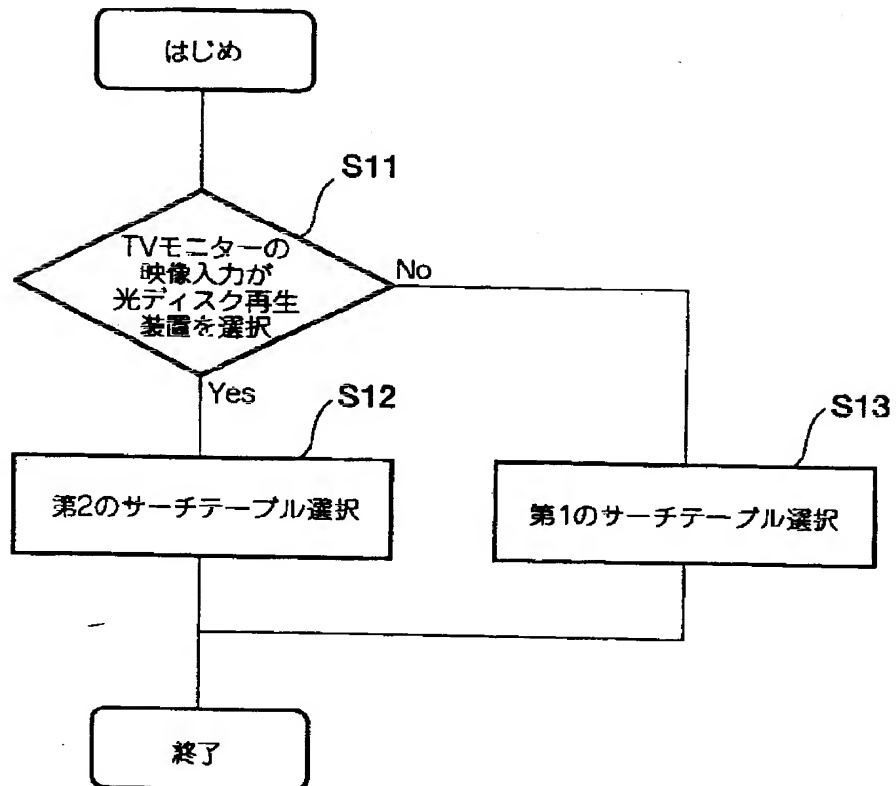 はじめ
S11
TVモニターの
映像入力が
光ディスク再生
装置を選択
No
Yes
S12
S13
第2のサーチテーブル選択
第1のサーチテーブル選択
終了